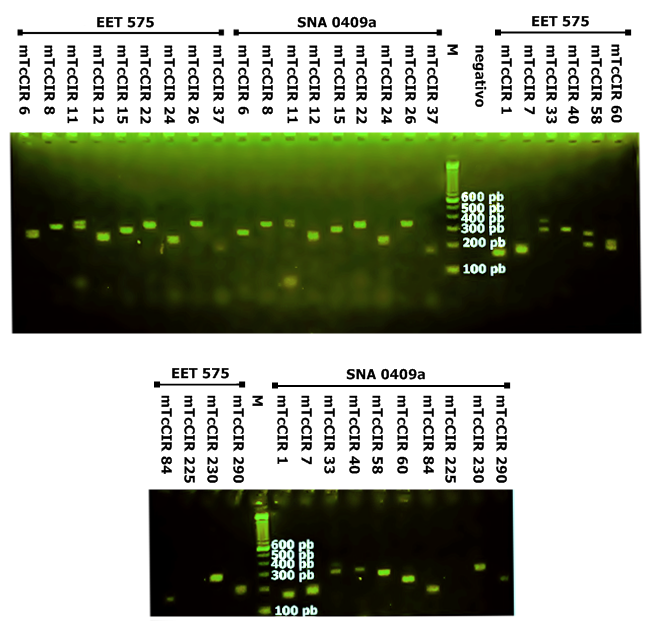 EET 575 SNA 0409a EET 575
mTcCIR 6 mTcCIR 8 mTcCIR 11 mTcCIR 12 mTcCIR 15 mTcCIR 22 mTcCIR 24 mTcCIR 26 mTcCIR 37 mTcCIR 6 mTcCIR 8 mTcCIR 11 mTcCIR 12 mTcCIR 15 mTcCIR 22 mTcCIR 24 mTcCIR 26 mTcCIR 37 M negativo mTcCIR 1 mTcCIR 7 mTcCIR 33 mTcCIR 40 mTcCIR 58 mTcCIR 60
600 pb
500 pb
400 pb
300 pb
200 pb
100 pb
EET 575 SNA 0409a
mTcCIR 84 mTcCIR 225 mTcCIR 230 mTcCIR 290 M mTcCIR 1 mTcCIR 7 mTcCIR 33 mTcCIR 40 mTcCIR 58 mTcCIR 60 mTcCIR 84 mTcCIR 225 mTcCIR 230 mTcCIR 290
600 pb
500 pb
400 pb
300 pb
100 pb